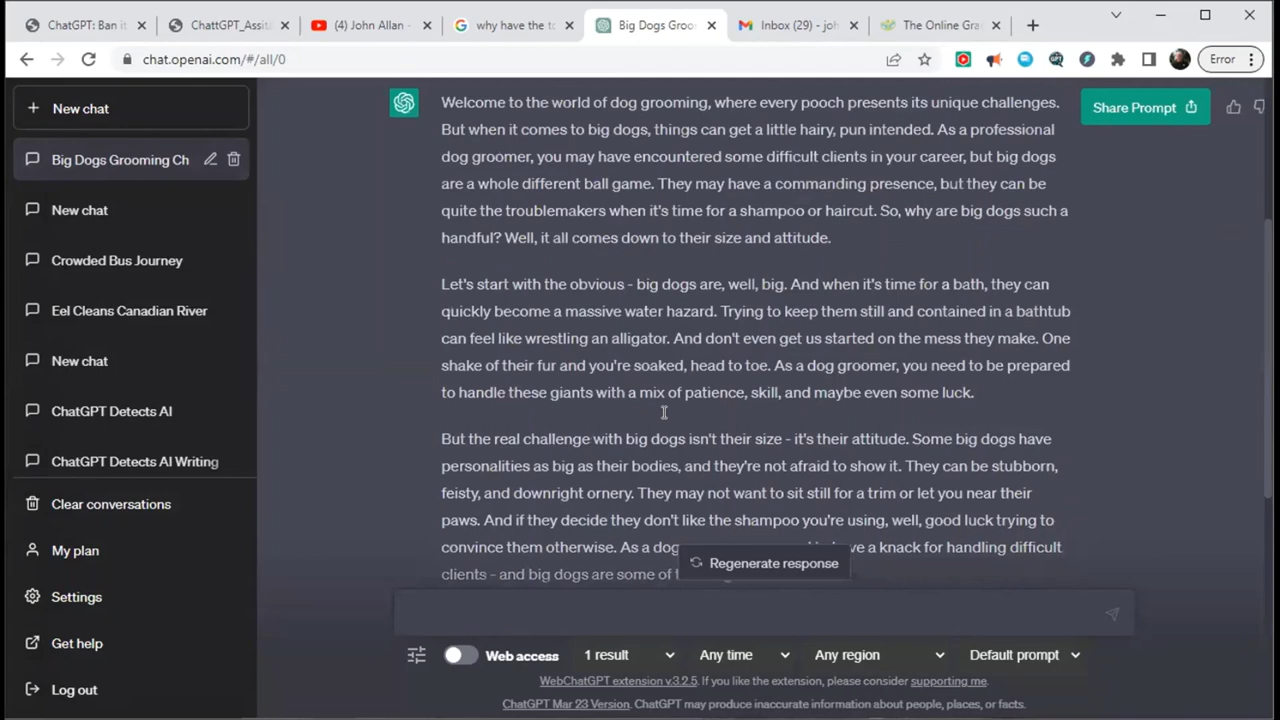 ChatGPT: Ban it
ChattGPT_Assita
(4) John Allan -
why have the to
Big Dogs Groo
Inbox (29) - joh
The Online Gra
chat.openai.com/#/all/0
Error
New chat
Big Dogs Grooming Ch
New chat
Crowded Bus Journey
Eel Cleans Canadian River
New chat
ChatGPT Detects AI
ChatGPT Detects AI Writing
Clear conversations
My plan
Settings
Get help
Log out
Share Prompt
Welcome to the world of dog grooming, where every pooch presents its unique challenges.
But when it comes to big dogs, things can get a little hairy, pun intended. As a professional
dog groomer, you may have encountered some difficult clients in your career, but big dogs
are a whole different ball game. They may have a commanding presence, but they can be
quite the troublemakers when it's time for a shampoo or haircut. So, why are big dogs such a
handful? Well, it all comes down to their size and attitude.
Let's start with the obvious - big dogs are, well, big. And when it's time for a bath, they can
quickly become a massive water hazard. Trying to keep them still and contained in a bathtub
can feel like wrestling an alligator. And don't even get us started on the mess they make. One
shake of their fur and you're soaked, head to toe. As a dog groomer, you need to be prepared
to handle these giants with a mix of patience, skill, and maybe even some luck.
But the real challenge with big dogs isn't their size - it's their attitude. Some big dogs have
personalities as big as their bodies, and they're not afraid to show it. They can be stubborn,
feisty, and downright ornery. They may not want to sit still for a trim or let you near their
paws. And if they decide they don't like the shampoo you're using, well, good luck trying to
convince them otherwise. As a dog ve a knack for handling difficult
clients - and big dogs are some of
Regenerate response
Web access
1 result
Any time
Any region
Default prompt
WebChatGPT extension v.3.2.5. If you like the extension, please consider supporting me.
ChatGPT Mar 23 Version. ChatGPT may produce inaccurate information about people, places, or facts.